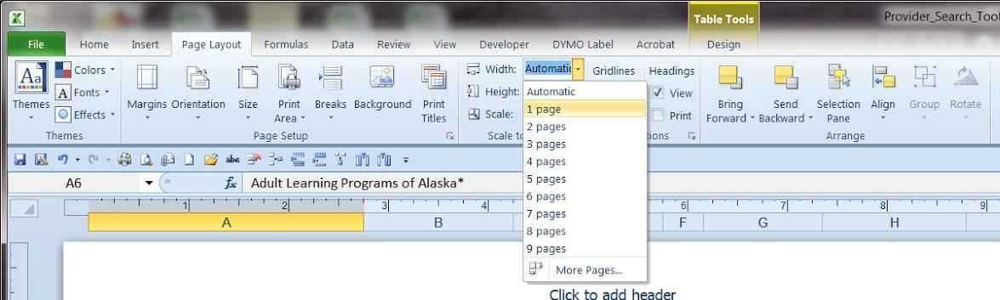 Table Tools
Provider_Search_Tool
File Home Insert Page Layout Formulas Data Review View Developer DYMO Label Acrobat Design
Aa Themes
Colors
A Fonts
Effects
Themes
Margins Orientation Size Print Area Breaks Background Print Titles
Page Setup
Width: Automatic
Height:
Scale:
Scale to
Gridlines Headings
View
Print
tions
Bring Forward Send Backward Selection Pane Align Group Rotate
Arrange
Automatic
1 page
2 pages
3 pages
4 pages
5 pages
6 pages
7 pages
8 pages
9 pages
More Pages...
abc
A6 fx Adult Learning Programs of Alaska*
1 2 3 4 6 7 8 9
A B F G H
Click to add header